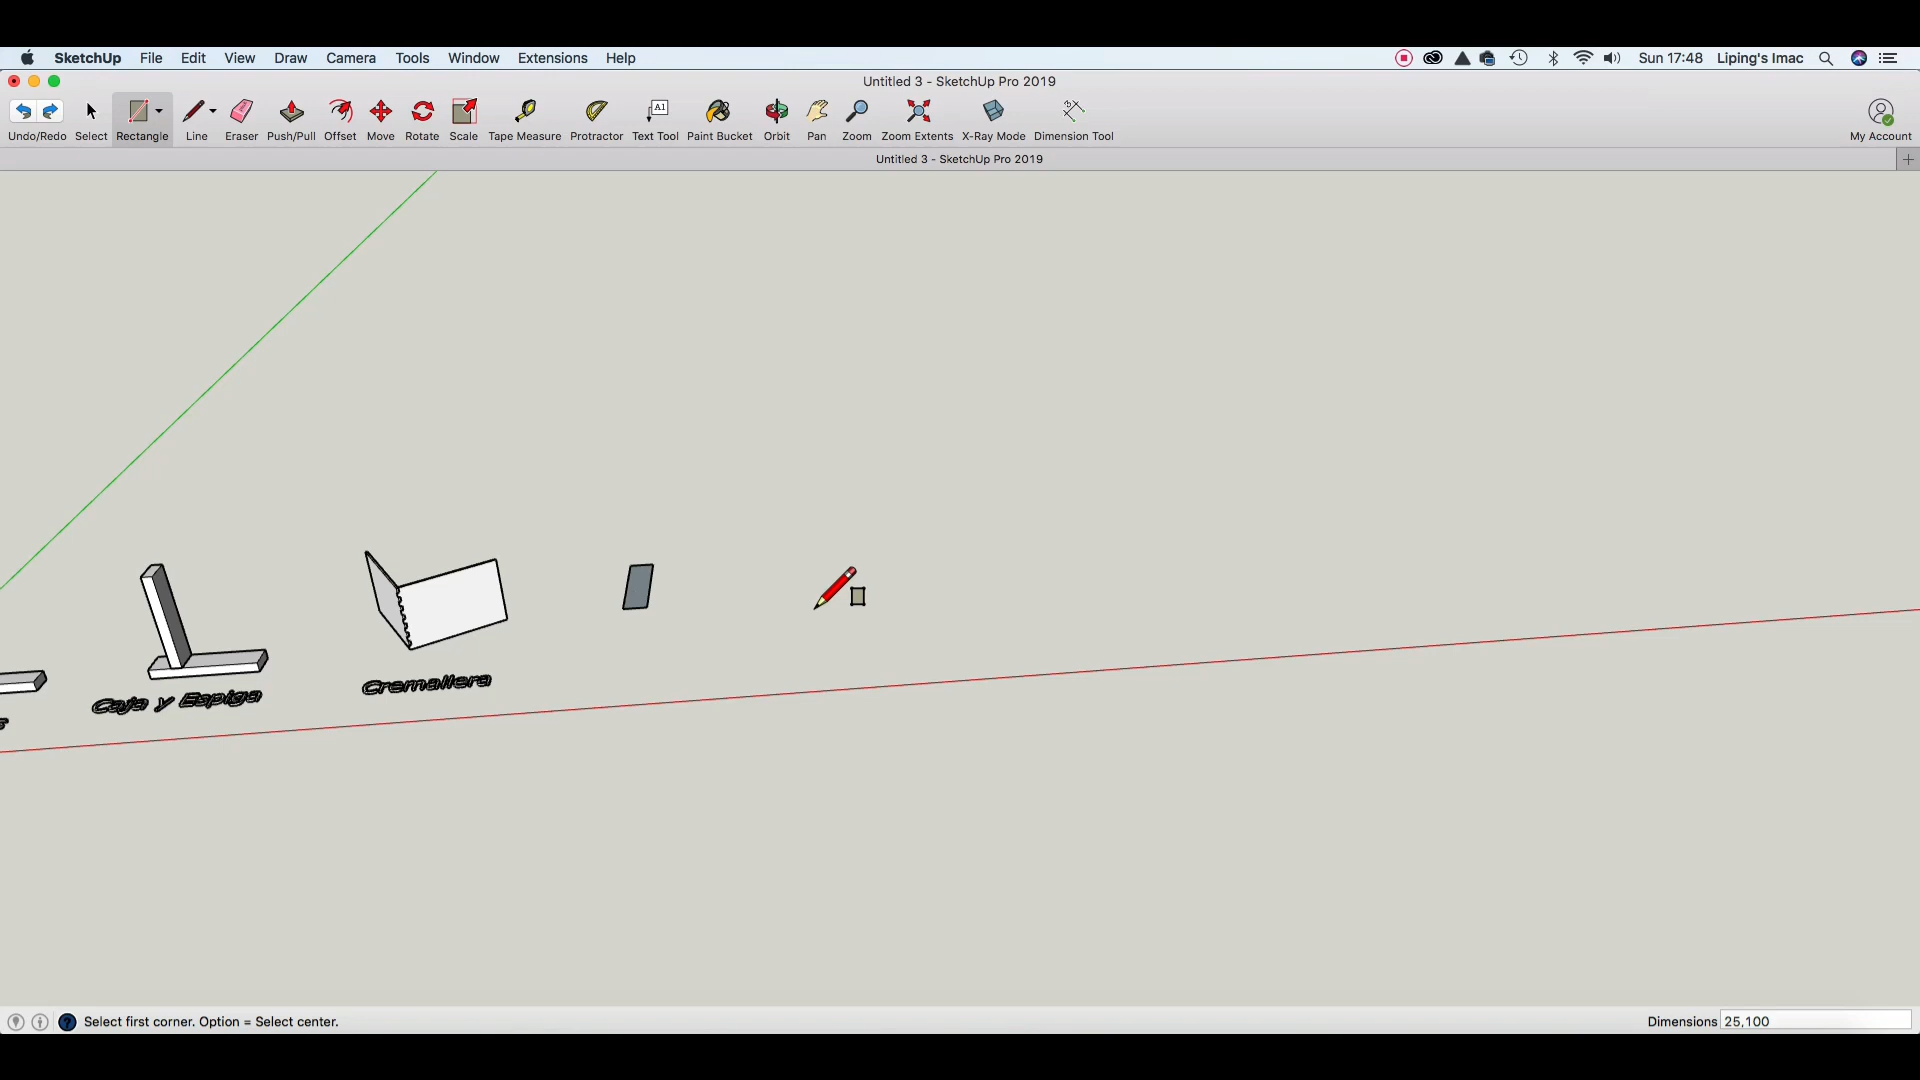 SketchUp File Edit View Draw Camera Tools Window Extensions Help Sun 17:48 Liping's Imac
Untitled 3 - SketchUp Pro 2019
A1
Undo/Redo Select Rectangle Line Eraser Push/Pull Offset Move Rotate Scale Tape Measure Protractor Text Tool Paint Bucket Orbit Pan Zoom Zoom Extents X-Ray Mode Dimension Tool My Account
Untitled 3 - SketchUp Pro 2019
Caja y Espiga
Cremallera
Select first corner. Option = Select center. Dimensions 25,100